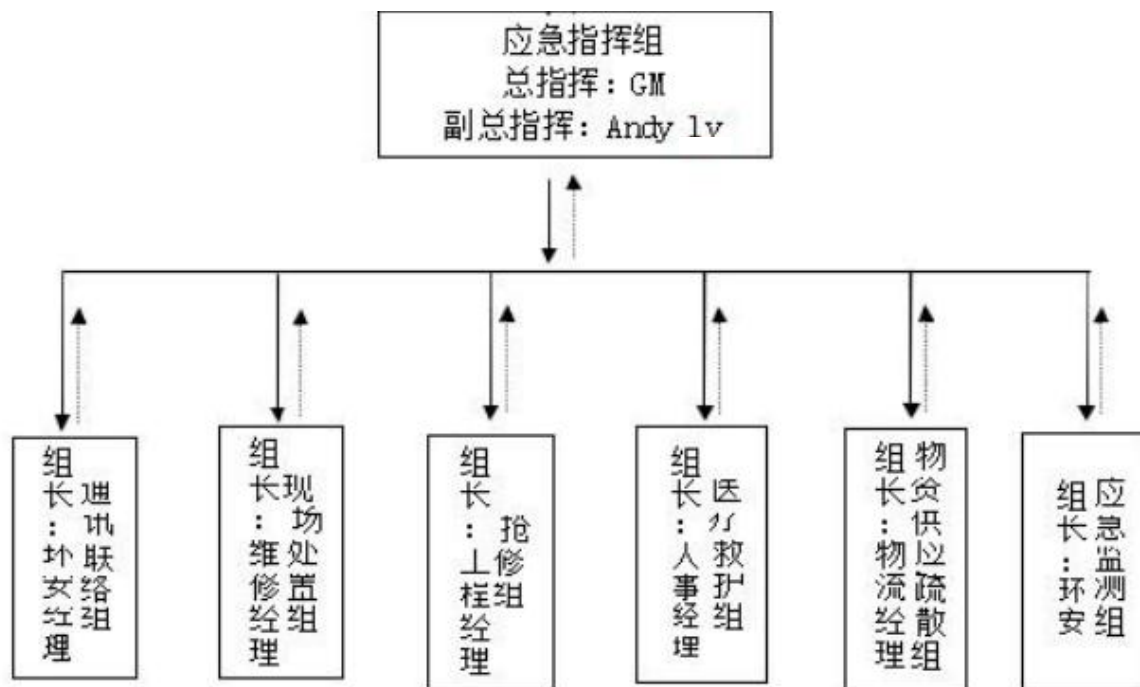 应急指挥组
总指挥：GM
副总指挥：Andy lv
通讯联络组
组长：环安经理
现场处置组
组长：维修经理
抢修组
组长：工程经理
医疗救护组
组长：人事经理
物资供应疏散组
组长：物流经理
应急监测组
组长：环安